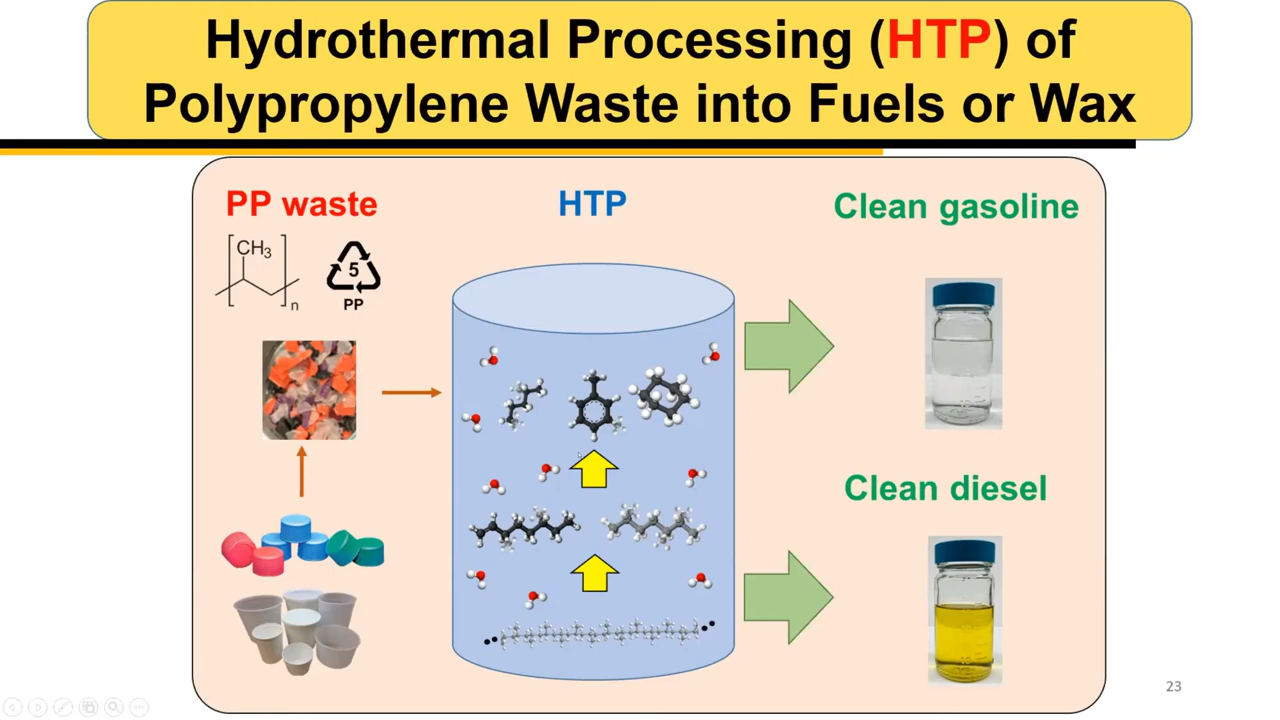 Hydrothermal Processing (HTP) of
Polypropylene Waste into Fuels or Wax
PP waste
HTP
Clean gasoline
CH3
n
5
PP
Clean diesel
23